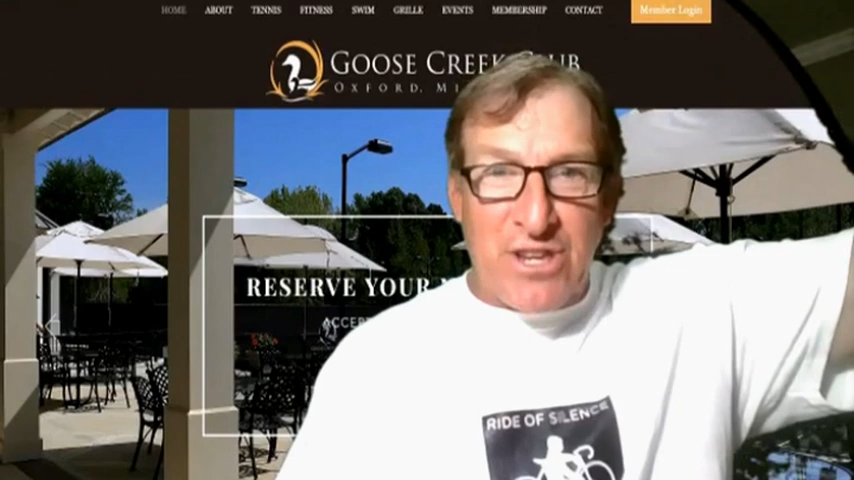 HOME ABOUT TENNIS FITNESS SWIM GRILLE EVENTS MEMBERSHIP CONTACT Member Login
GOOSE CREEK CLUB
OXFORD,
RESERVE YOUR
RIDE OF SILENCE